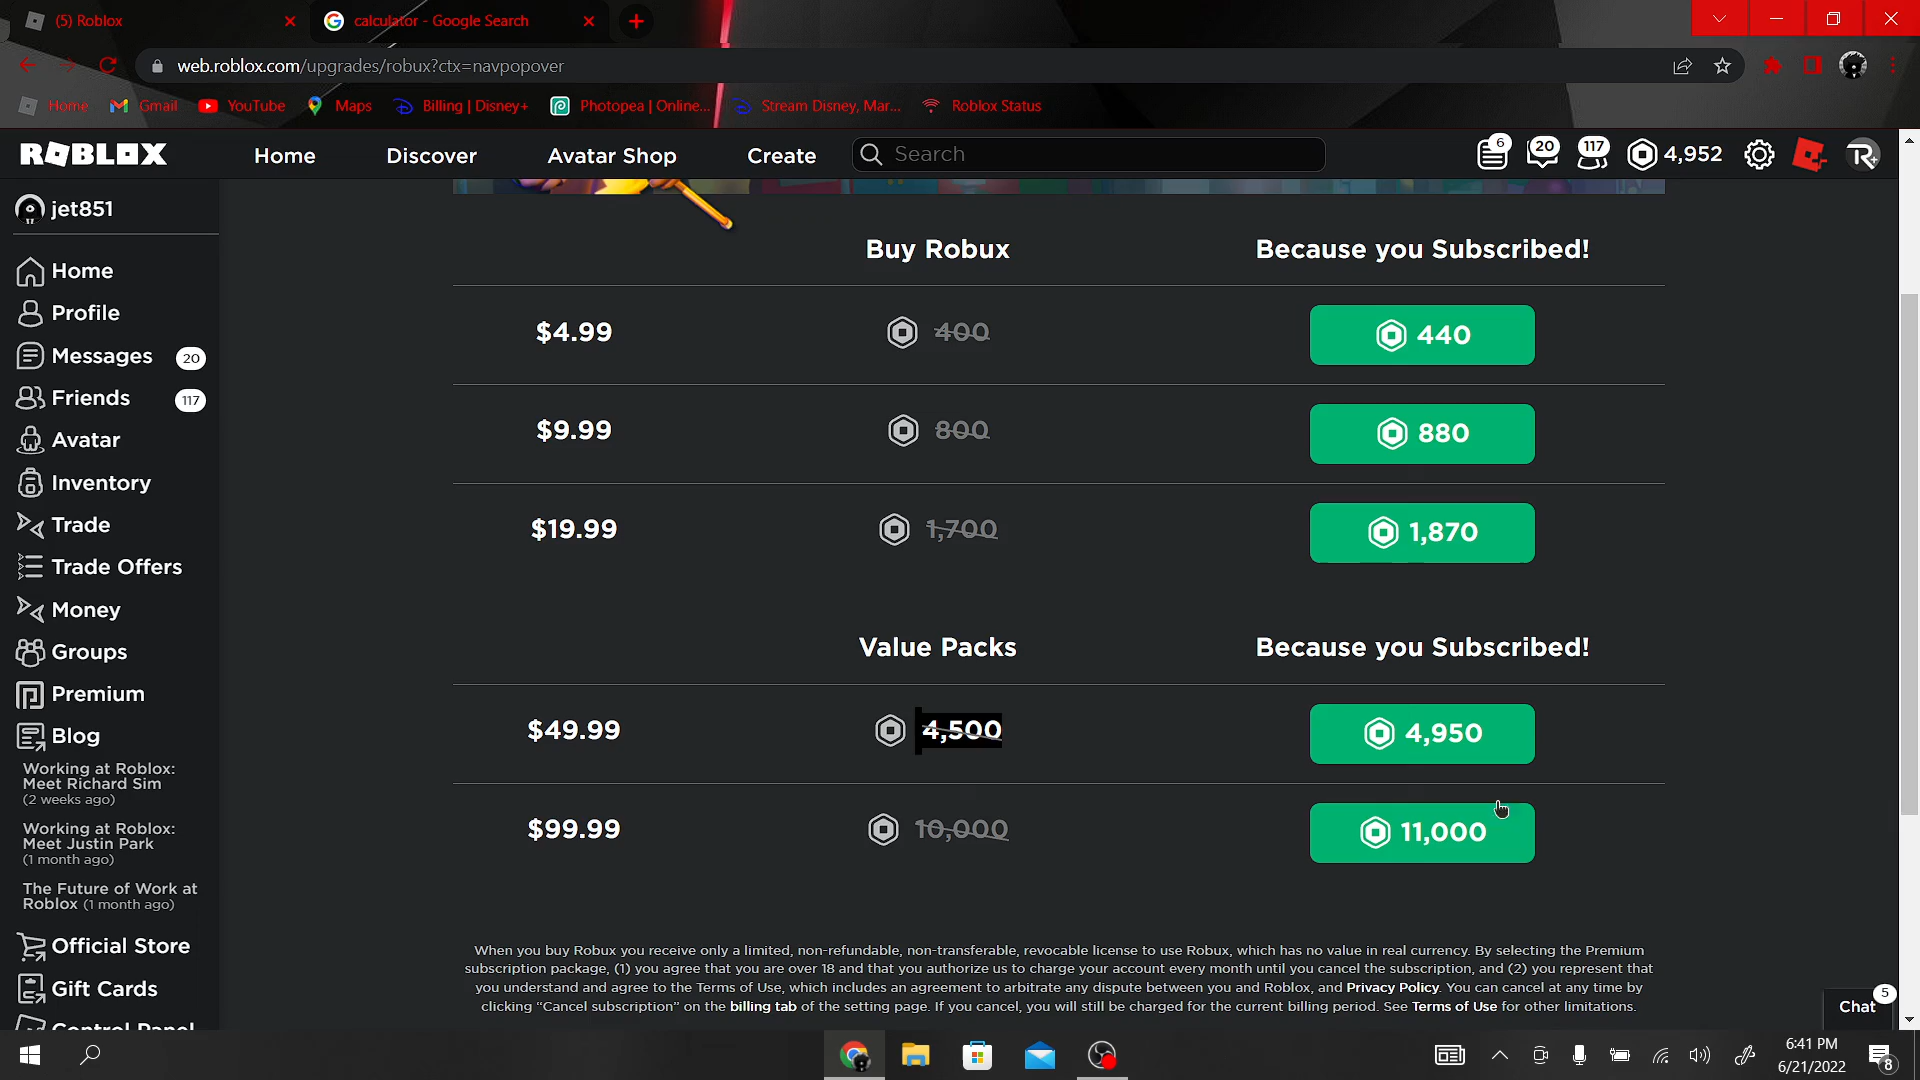 (5) Roblox
calculator - Google Search
web.roblox.com/upgrades/robux?ctx=navpopover
Home Gmail YouTube Maps Billing | Disney+ Photopea | Online... Stream Disney, Mar... Roblox Status
ROBLOX Home Discover Avatar Shop Create Search 6 20 117 4,952
jet851
Home
Profile
Messages 20
Friends 117
Avatar
Inventory
Trade
Trade Offers
Money
Groups
Premium
Blog
Working at Roblox:
Meet Richard Sim
(2 weeks ago)
Working at Roblox:
Meet Justin Park
(1 month ago)
The Future of Work at
Roblox (1 month ago)
Official Store
Gift Cards
Control Panel
Buy Robux Because you Subscribed!
$4.99 400 440
$9.99 800 880
$19.99 1,700 1,870
Value Packs Because you Subscribed!
$49.99 4,500 4,950
$99.99 10,000 11,000
When you buy Robux you receive only a limited, non-refundable, non-transferable, revocable license to use Robux, which has no value in real currency. By selecting the Premium
subscription package, (1) you agree that you are over 18 and that you authorize us to charge your account every month until you cancel the subscription, and (2) you represent that
you understand and agree to the Terms of Use, which includes an agreement to arbitrate any dispute between you and Roblox, and Privacy Policy. You can cancel at any time by
clicking “Cancel subscription” on the billing tab of the setting page. If you cancel, you will still be charged for the current billing period. See Terms of Use for other limitations.
Chat 5
6:41 PM
6/21/2022
8